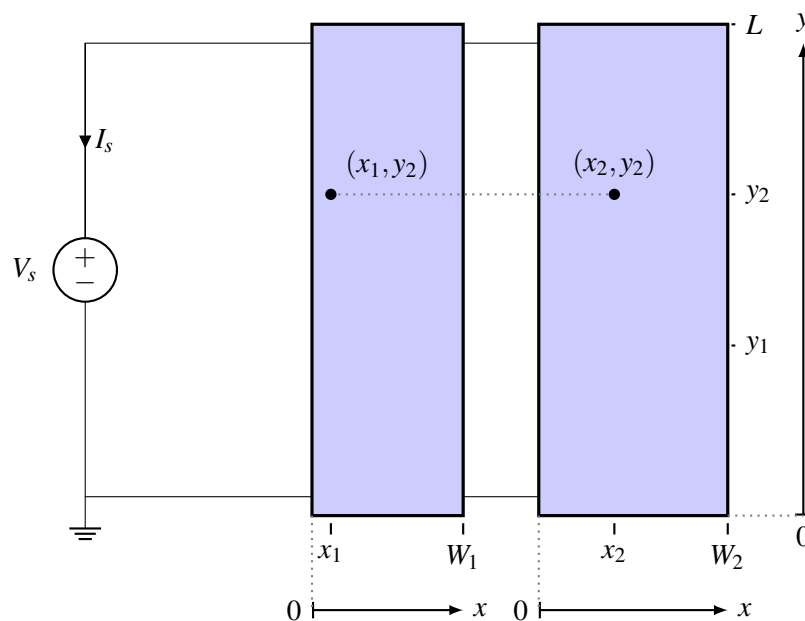 L
y
I_s
(x_1, y_2)
(x_2, y_2)
y_2
V_s
+
−
y_1
0
x_1
W_1
x_2
W_2
0
x
0
x